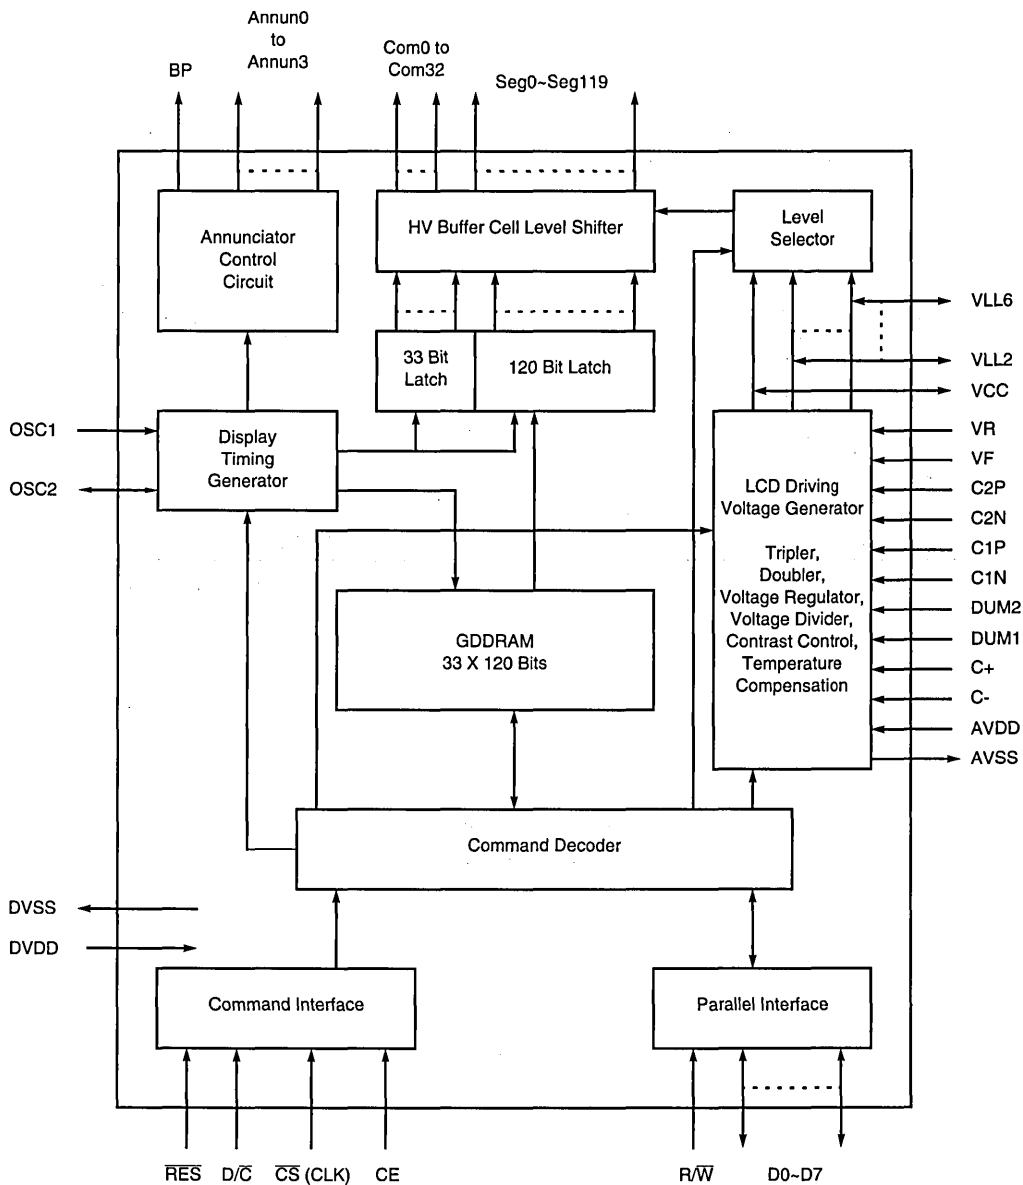 Annun0
to
Annun3
BP
Com0 to
Com32
Seg0~Seg119
Annunciator
Control
Circuit
HV Buffer Cell Level Shifter
Level
Selector
33 Bit
Latch
120 Bit Latch
VLL6
VLL2
VCC
OSC1
OSC2
Display
Timing
Generator
LCD Driving
Voltage Generator
Tripler,
Doubler,
Voltage Regulator,
Voltage Divider,
Contrast Control,
Temperature
Compensation
VR
VF
C2P
C2N
C1P
C1N
DUM2
DUM1
C+
C-
AVDD
AVSS
GDDRAM
33 X 120 Bits
Command Decoder
DVSS
DVDD
Command Interface
Parallel Interface
R̅E̅S̅
D/C̅
C̅S̅ (CLK)
CE
R/W̅
D0~D7